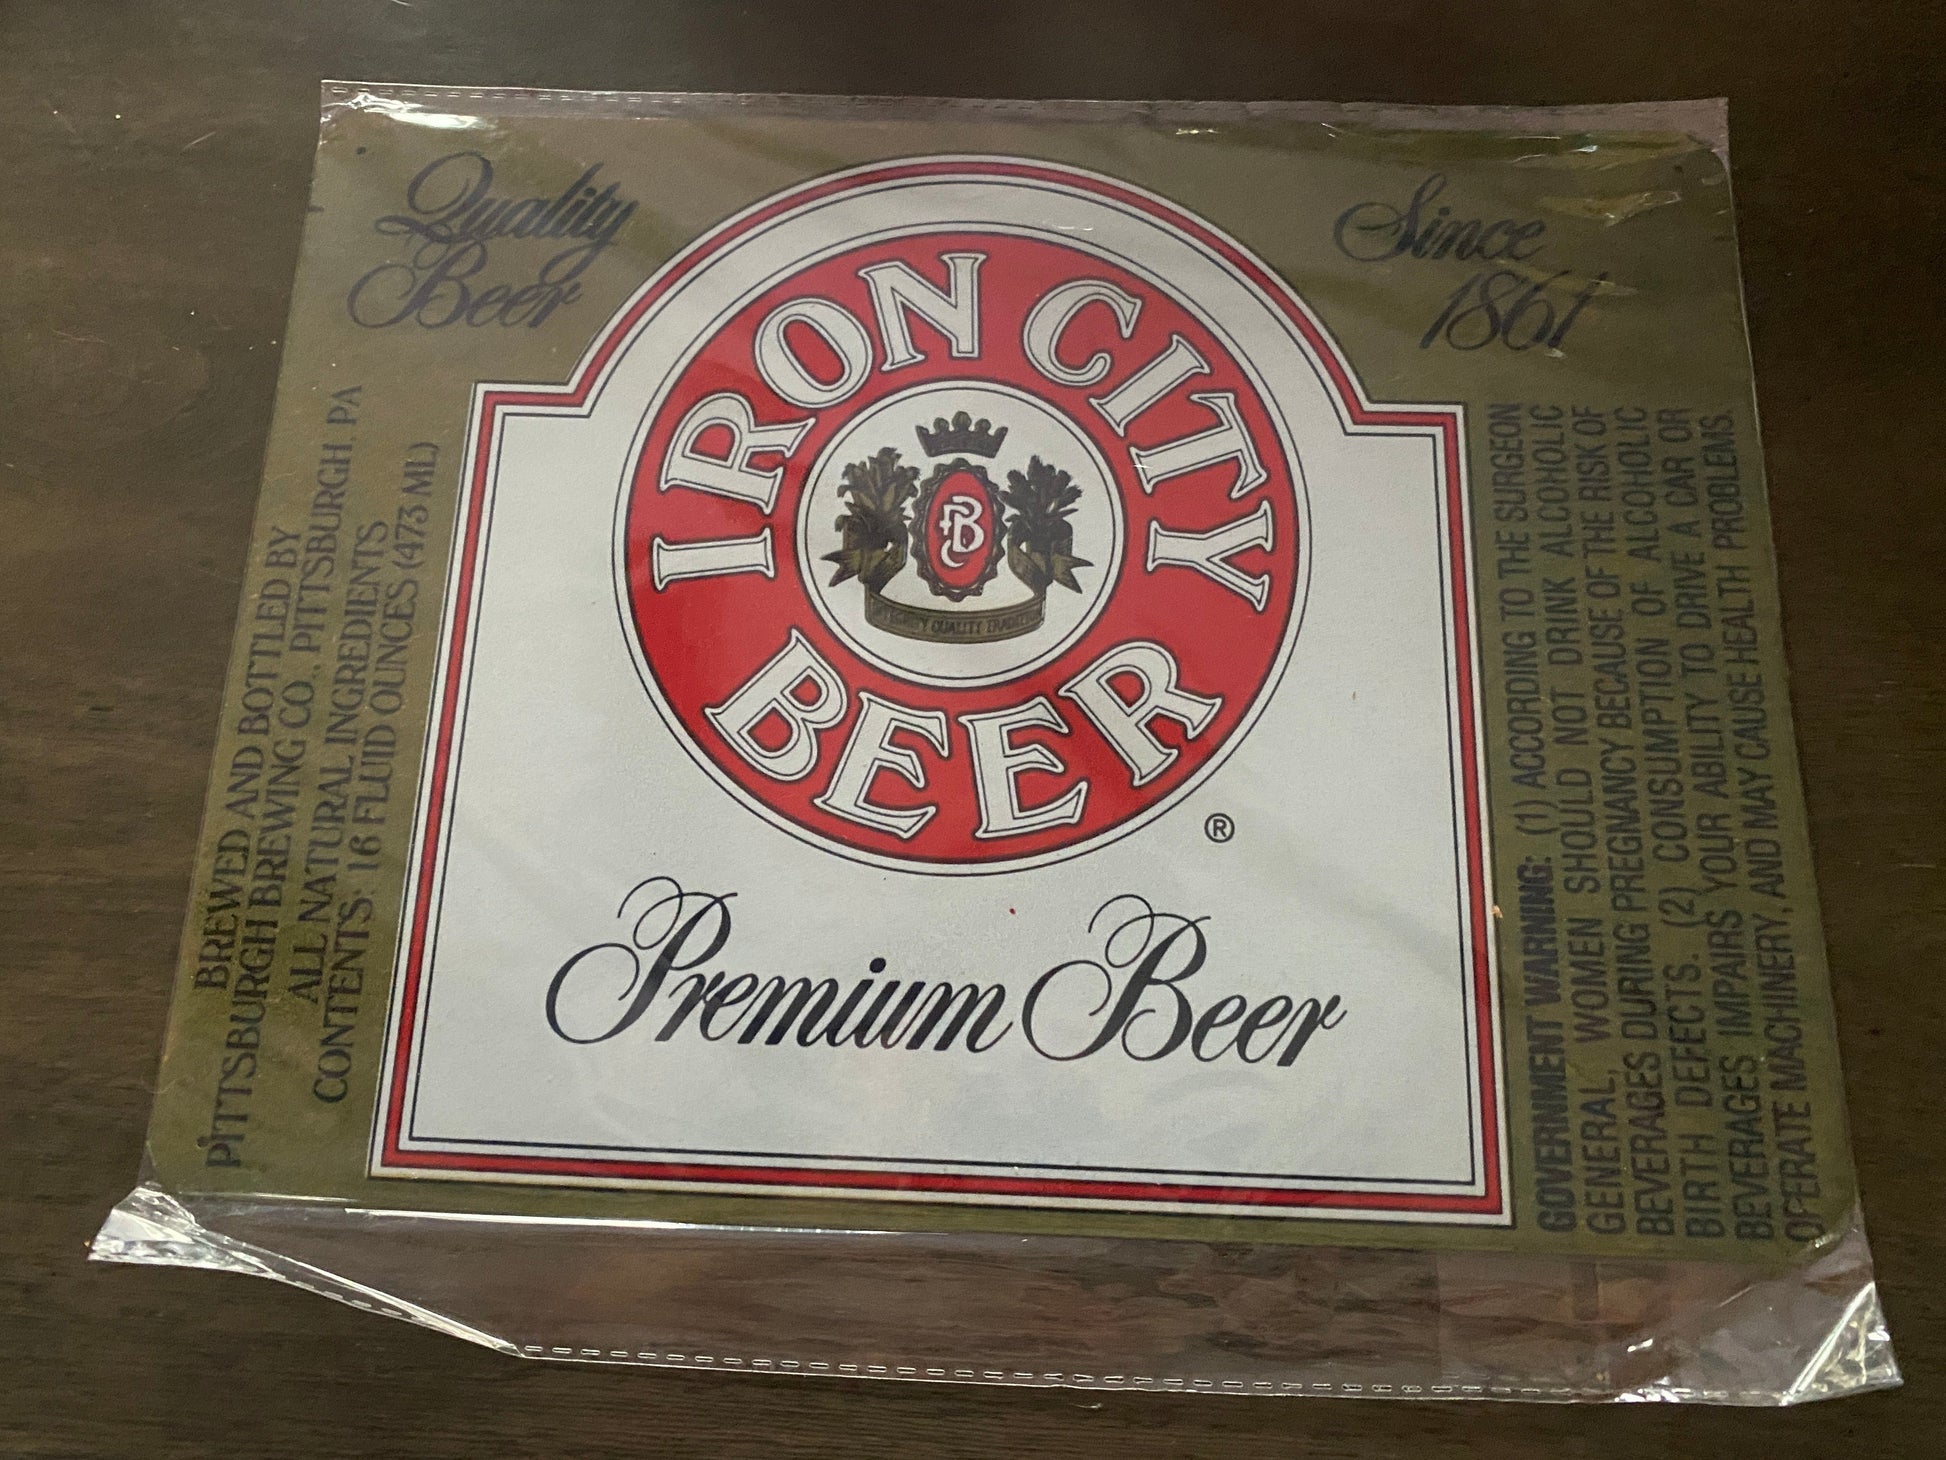 Quality
Beer
Since
1861
IRON CITY
BEER
PBC
QUALITY
®
Premium Beer
BREWED AND BOTTLED BY
PITTSBURGH BREWING CO., PITTSBURGH, PA
ALL NATURAL INGREDIENTS
CONTENTS: 16 FLUID OUNCES (473 ML)
GOVERNMENT WARNING: (1) ACCORDING TO THE SURGEON
GENERAL, WOMEN SHOULD NOT DRINK ALCOHOLIC
BEVERAGES DURING PREGNANCY BECAUSE OF THE RISK OF
BIRTH DEFECTS. (2) CONSUMPTION OF ALCOHOLIC
BEVERAGES IMPAIRS YOUR ABILITY TO DRIVE A CAR OR
OPERATE MACHINERY, AND MAY CAUSE HEALTH PROBLEMS.